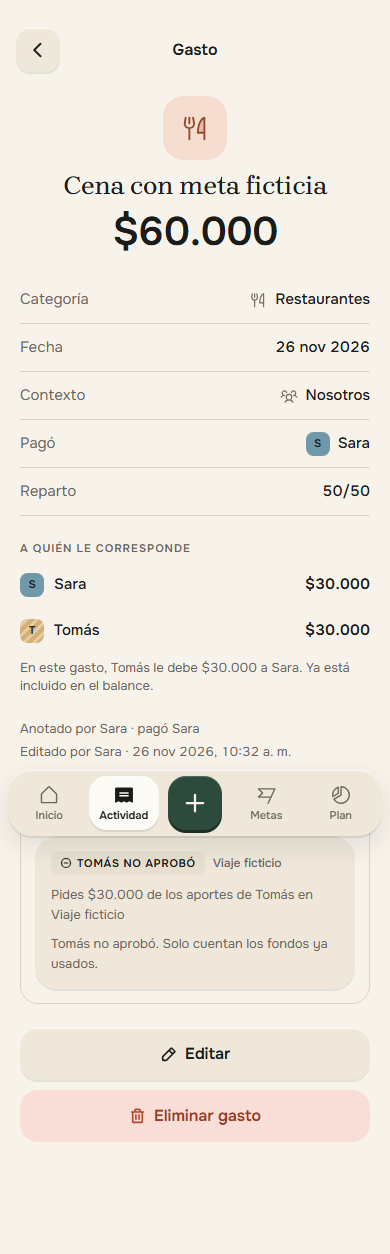 Gasto
Cena con meta ficticia
$60.000
Categoría
Restaurantes
Fecha
26 nov 2026
Contexto
Nosotros
Pagó
S
Sara
Reparto
50/50
A QUIÉN LE CORRESPONDE
S
Sara
$30.000
T
Tomás
$30.000
En este gasto, Tomás le debe $30.000 a Sara. Ya está
incluido en el balance.
Anotado por Sara · pagó Sara
Editado por Sara · 26 nov 2026, 10:32 a. m.
Inicio
Actividad
Metas
Plan
TOMÁS NO APROBÓ
Viaje ficticio
Pides $30.000 de los aportes de Tomás en
Viaje ficticio
Tomás no aprobó. Solo cuentan los fondos ya
usados.
Editar
Eliminar gasto